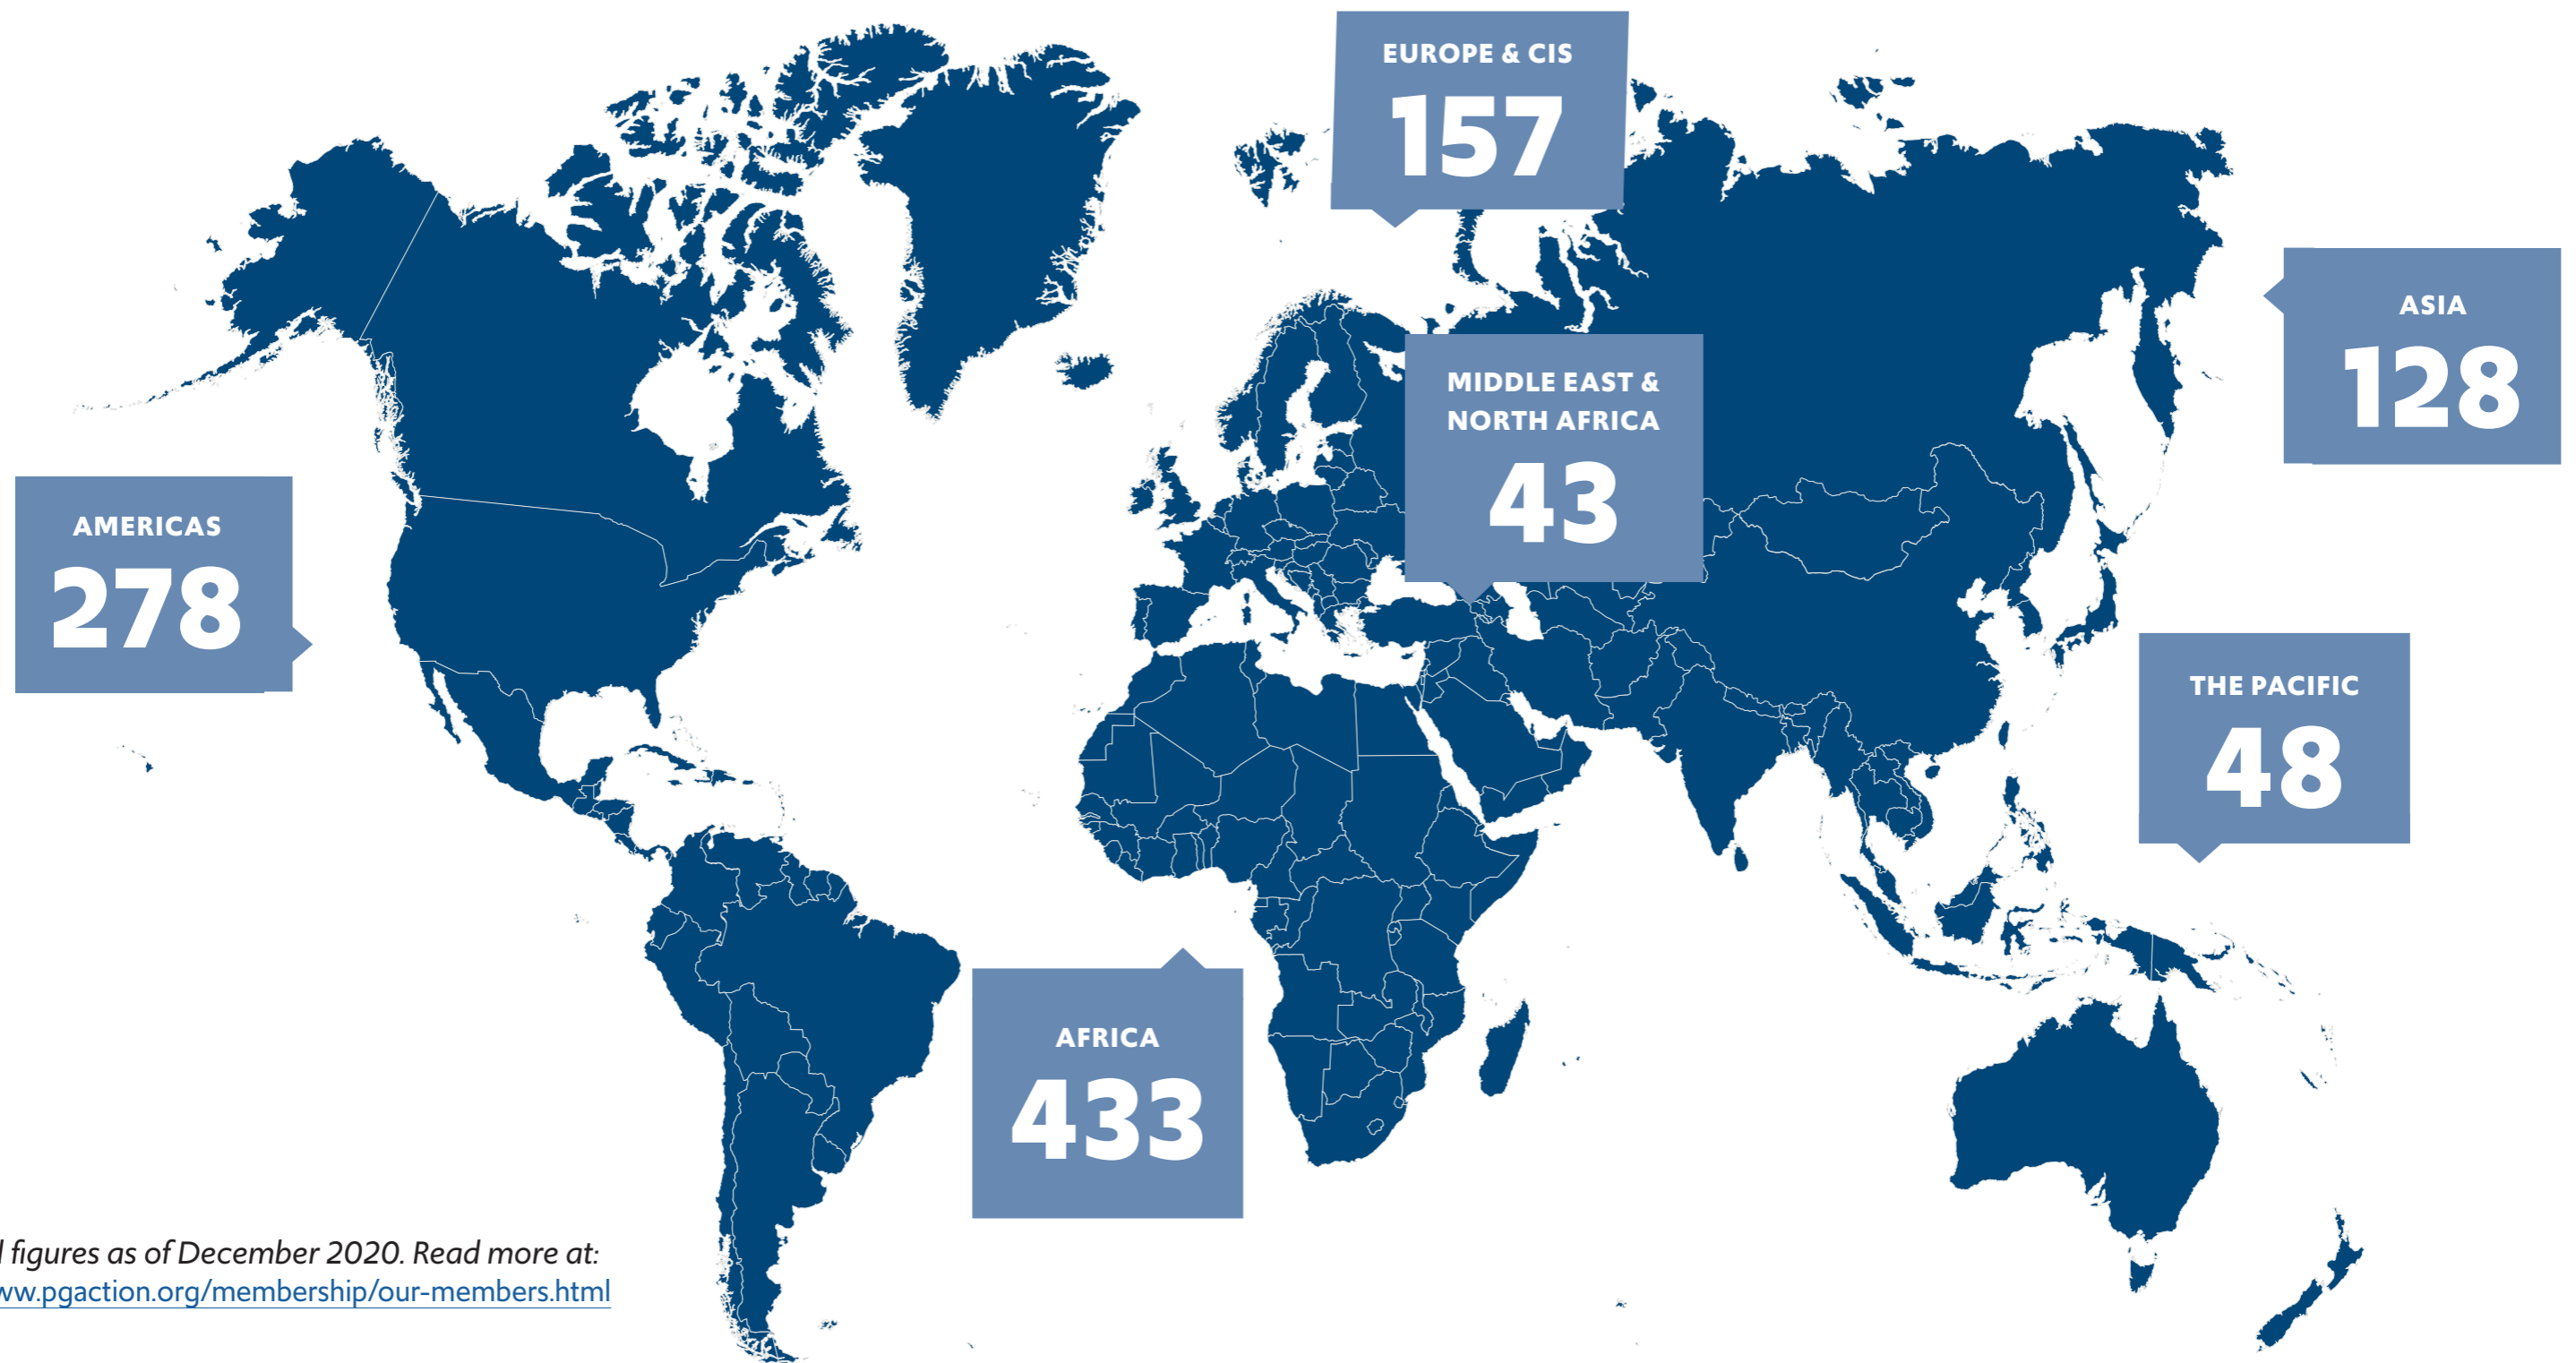 EUROPE & CIS
157
ASIA
128
MIDDLE EAST &
NORTH AFRICA
43
AMERICAS
278
THE PACIFIC
48
AFRICA
433
figures as of December 2020. Read more at:
ww.pgaction.org/membership/our-members.html